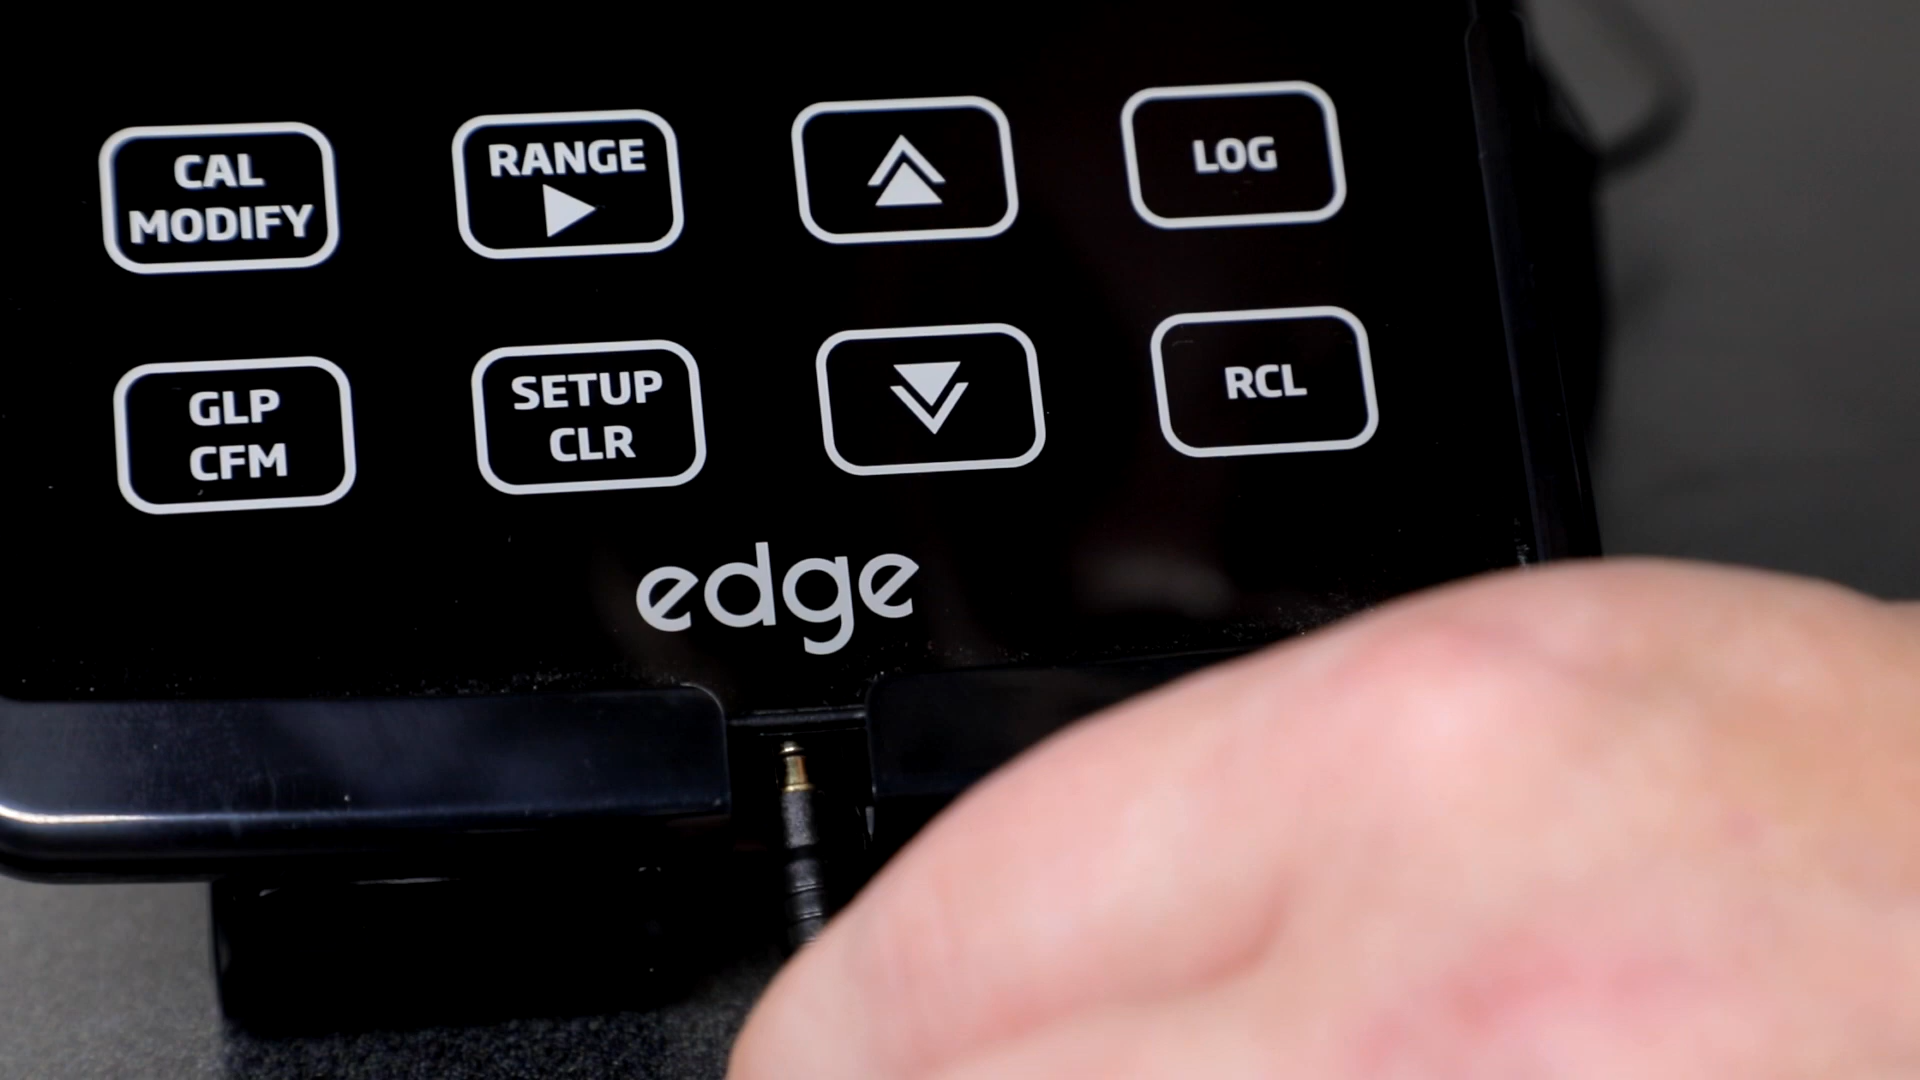 CAL
MODIFY
RANGE
LOG
GLP
CFM
SETUP
CLR
RCL
edge